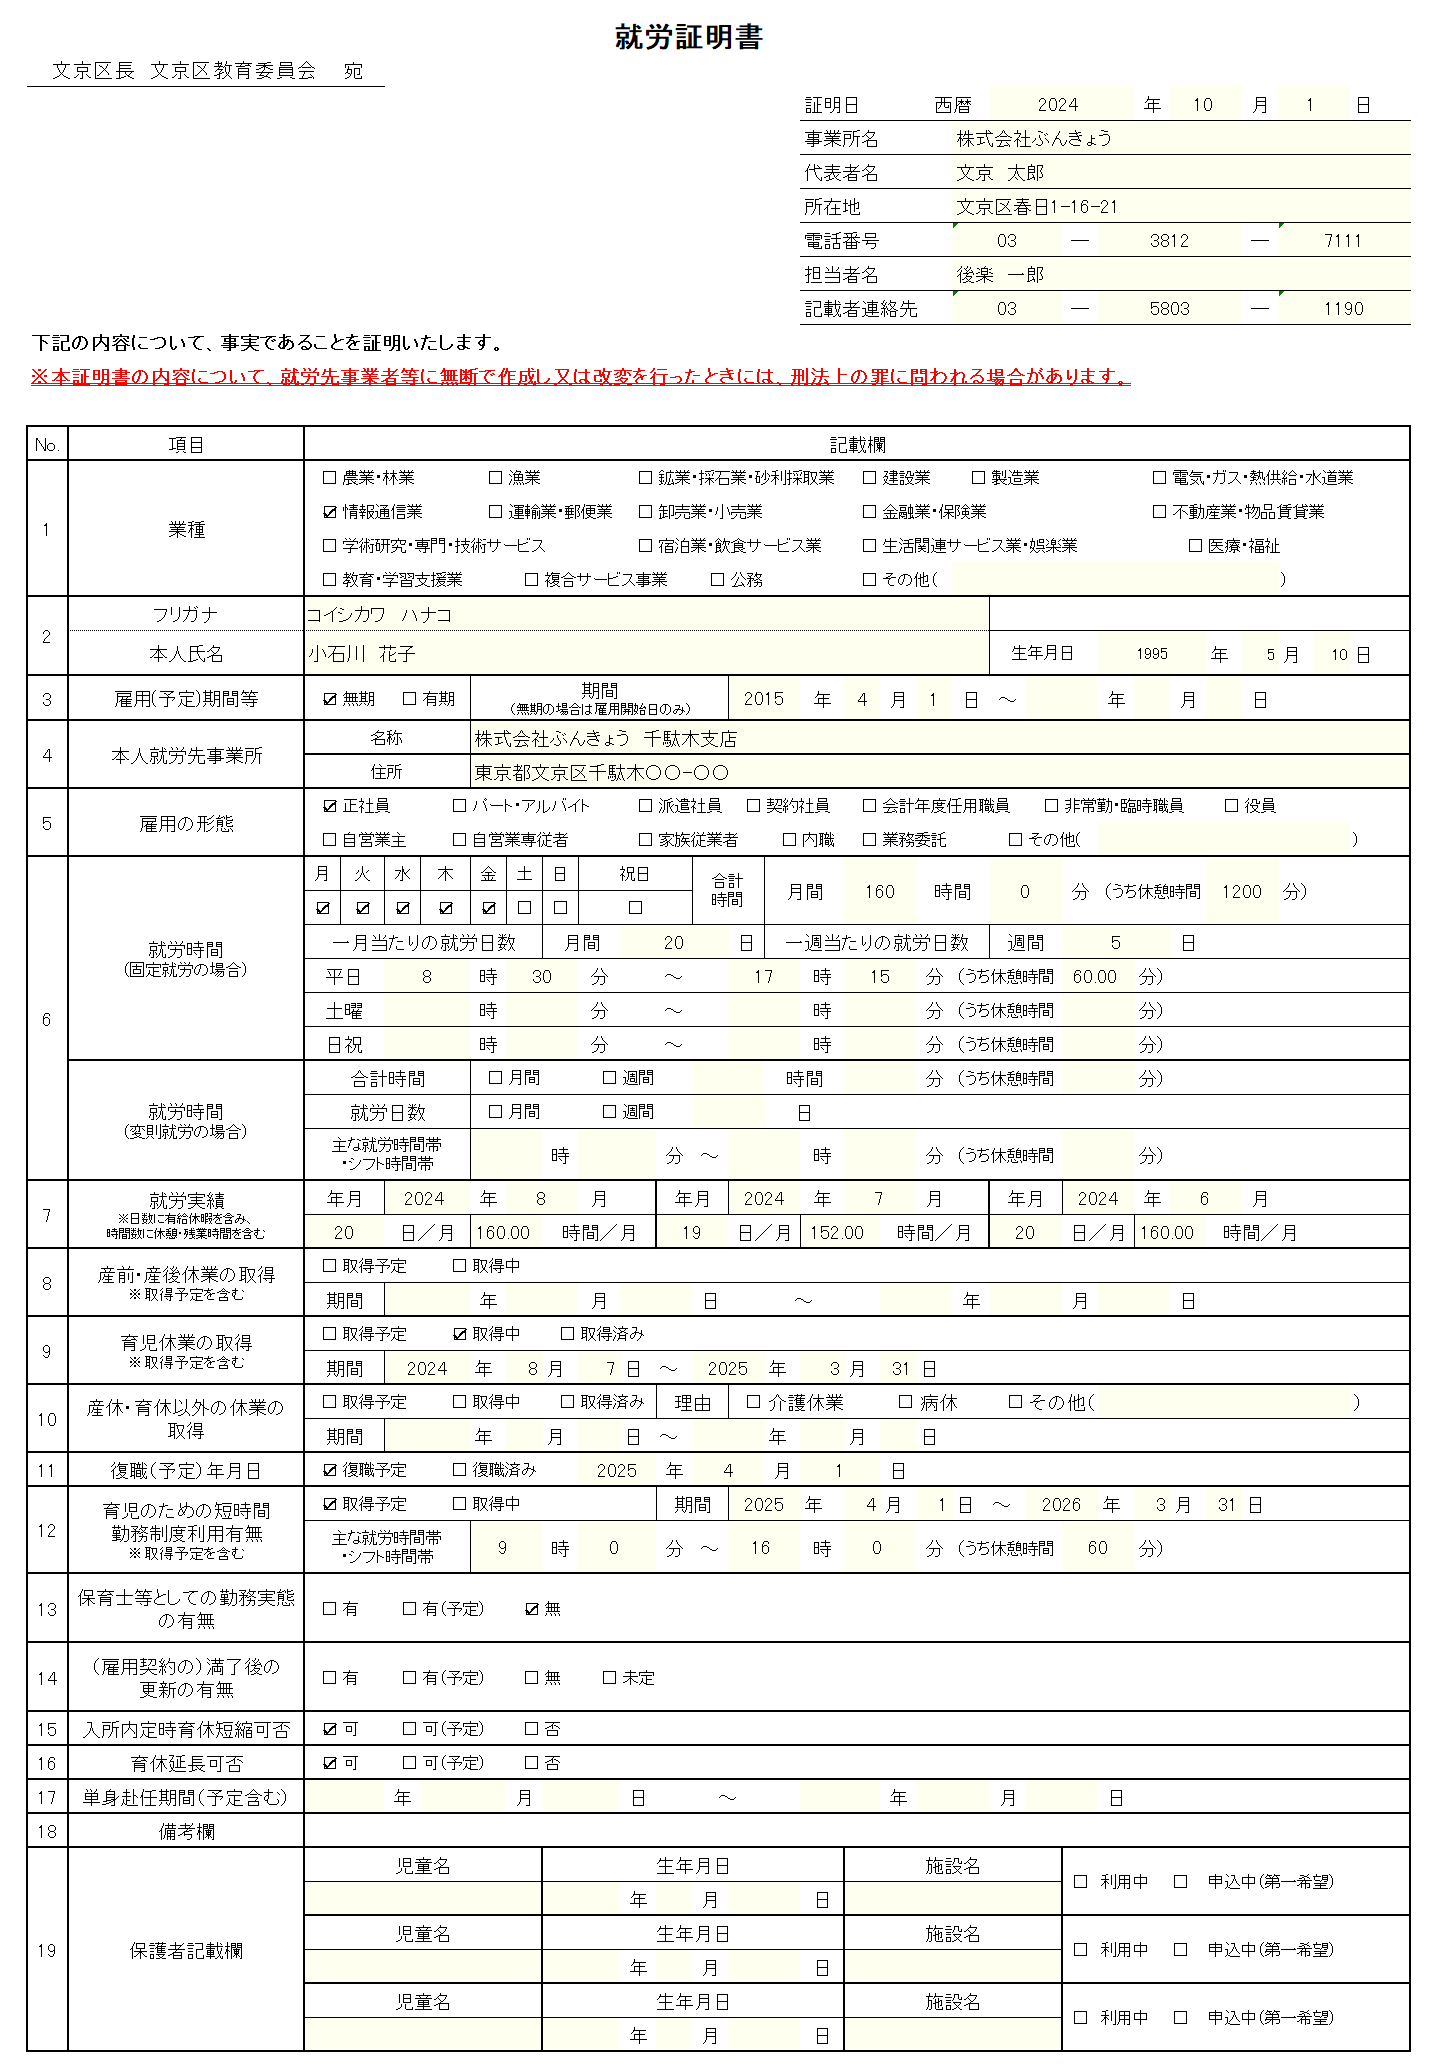 就労証明書
文京区長　文京区教育委員会　宛
証明日　西暦　2024　年　10　月　1　日
事業所名　株式会社ぶんきょう
代表者名　文京　太郎
所在地　文京区春日1-16-21
電話番号　03　―　3812　―　7111
担当者名　後楽　一郎
記載者連絡先　03　―　5803　―　1190
下記の内容について、事実であることを証明いたします。
※本証明書の内容について、就労先事業者等に無断で作成し又は改変を行ったときには、刑法上の罪に問われる場合があります。
No.　項目　記載欄
1　業種
☐ 農業・林業　☐ 漁業　☐ 鉱業・採石業・砂利採取業　☐ 建設業　☐ 製造業　☐ 電気・ガス・熱供給・水道業
☑ 情報通信業　☐ 運輸業・郵便業　☐ 卸売業・小売業　☐ 金融業・保険業　☐ 不動産業・物品賃貸業
☐ 学術研究・専門・技術サービス　☐ 宿泊業・飲食サービス業　☐ 生活関連サービス業・娯楽業　☐ 医療・福祉
☐ 教育・学習支援業　☐ 複合サービス事業　☐ 公務　☐ その他（　）
2　フリガナ　コイシカワ　ハナコ
本人氏名　小石川　花子　生年月日　1995　年　5　月　10　日
3　雇用(予定)期間等　☑ 無期　☐ 有期　期間　2015　年　4　月　1　日　～　年　月　日
（無期の場合は雇用開始日のみ）
4　本人就労先事業所　名称　株式会社ぶんきょう　千駄木支店
住所　東京都文京区千駄木〇〇-〇〇
5　雇用の形態
☑ 正社員　☐ パート・アルバイト　☐ 派遣社員　☐ 契約社員　☐ 会計年度任用職員　☐ 非常勤・臨時職員　☐ 役員
☐ 自営業主　☐ 自営業専従者　☐ 家族従業者　☐ 内職　☐ 業務委託　☐ その他(　)
6　就労時間
（固定就労の場合）
月　火　水　木　金　土　日　祝日
☑　☑　☑　☑　☑　☐　☐　☐
合計
時間　月間　160　時間　0　分　（うち休憩時間　1200　分）
一月当たりの就労日数　月間　20　日　一週当たりの就労日数　週間　5　日
平日　8　時　30　分　～　17　時　15　分　（うち休憩時間　60.00　分）
土曜　時　分　～　時　分　（うち休憩時間　分）
日祝　時　分　～　時　分　（うち休憩時間　分）
就労時間
（変則就労の場合）
合計時間　☐ 月間　☐ 週間　時間　分　（うち休憩時間　分）
就労日数　☐ 月間　☐ 週間　日
主な就労時間帯
・シフト時間帯　時　分　～　時　分　（うち休憩時間　分）
7　就労実績
※日数に有給休暇を含み、
時間数に休憩・残業時間を含む
年月　2024　年　8　月　年月　2024　年　7　月　年月　2024　年　6　月
20　日／月　160.00　時間／月　19　日／月　152.00　時間／月　20　日／月　160.00　時間／月
8　産前・産後休業の取得
※取得予定を含む
☐ 取得予定　☐ 取得中
期間　年　月　日　～　年　月　日
9　育児休業の取得
※取得予定を含む
☐ 取得予定　☑ 取得中　☐ 取得済み
期間　2024　年　8　月　7　日　～　2025　年　3　月　31　日
10　産休・育休以外の休業の
取得
☐ 取得予定　☐ 取得中　☐ 取得済み　理由　☐ 介護休業　☐ 病休　☐ その他(　)
期間　年　月　日　～　年　月　日
11　復職（予定）年月日　☑ 復職予定　☐ 復職済み　2025　年　4　月　1　日
12　育児のための短時間
勤務制度利用有無
※取得予定を含む
☑ 取得予定　☐ 取得中　期間　2025　年　4　月　1　日　～　2026　年　3　月　31　日
主な就労時間帯
・シフト時間帯　9　時　0　分　～　16　時　0　分　（うち休憩時間　60　分）
13　保育士等としての勤務実態
の有無　☐ 有　☐ 有（予定）　☑ 無
14　（雇用契約の）満了後の
更新の有無　☐ 有　☐ 有（予定）　☐ 無　☐ 未定
15　入所内定時育休短縮可否　☑ 可　☐ 可（予定）　☐ 否
16　育休延長可否　☑ 可　☐ 可（予定）　☐ 否
17　単身赴任期間（予定含む）　年　月　日　～　年　月　日
18　備考欄
19　保護者記載欄
児童名　生年月日　施設名　☐ 利用中　☐ 申込中（第一希望）
年　月　日
児童名　生年月日　施設名　☐ 利用中　☐ 申込中（第一希望）
年　月　日
児童名　生年月日　施設名　☐ 利用中　☐ 申込中（第一希望）
年　月　日